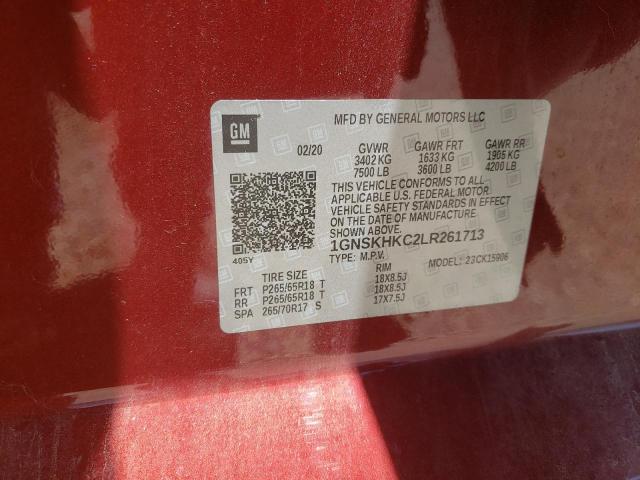 MFD BY GENERAL MOTORS LLC
GM
02/20 GVWR GAWR FRT GAWR RR
3402 KG 1633 KG 1905 KG
7500 LB 3600 LB 4200 LB
THIS VEHICLE CONFORMS TO ALL
APPLICABLE U.S. FEDERAL MOTOR
VEHICLE SAFETY STANDARDS IN EFFECT
ON THE DATE OF MANUFACTURE SHOWN
1GNSKHKC2LR261713
405Y TYPE: M.P.V. MODEL: 23CK15906
TIRE SIZE RIM
FRT P265/65R18 T 18X8.5J
RR P265/65R18 T 18X8.5J
SPA 265/70R17 S 17X7.5J